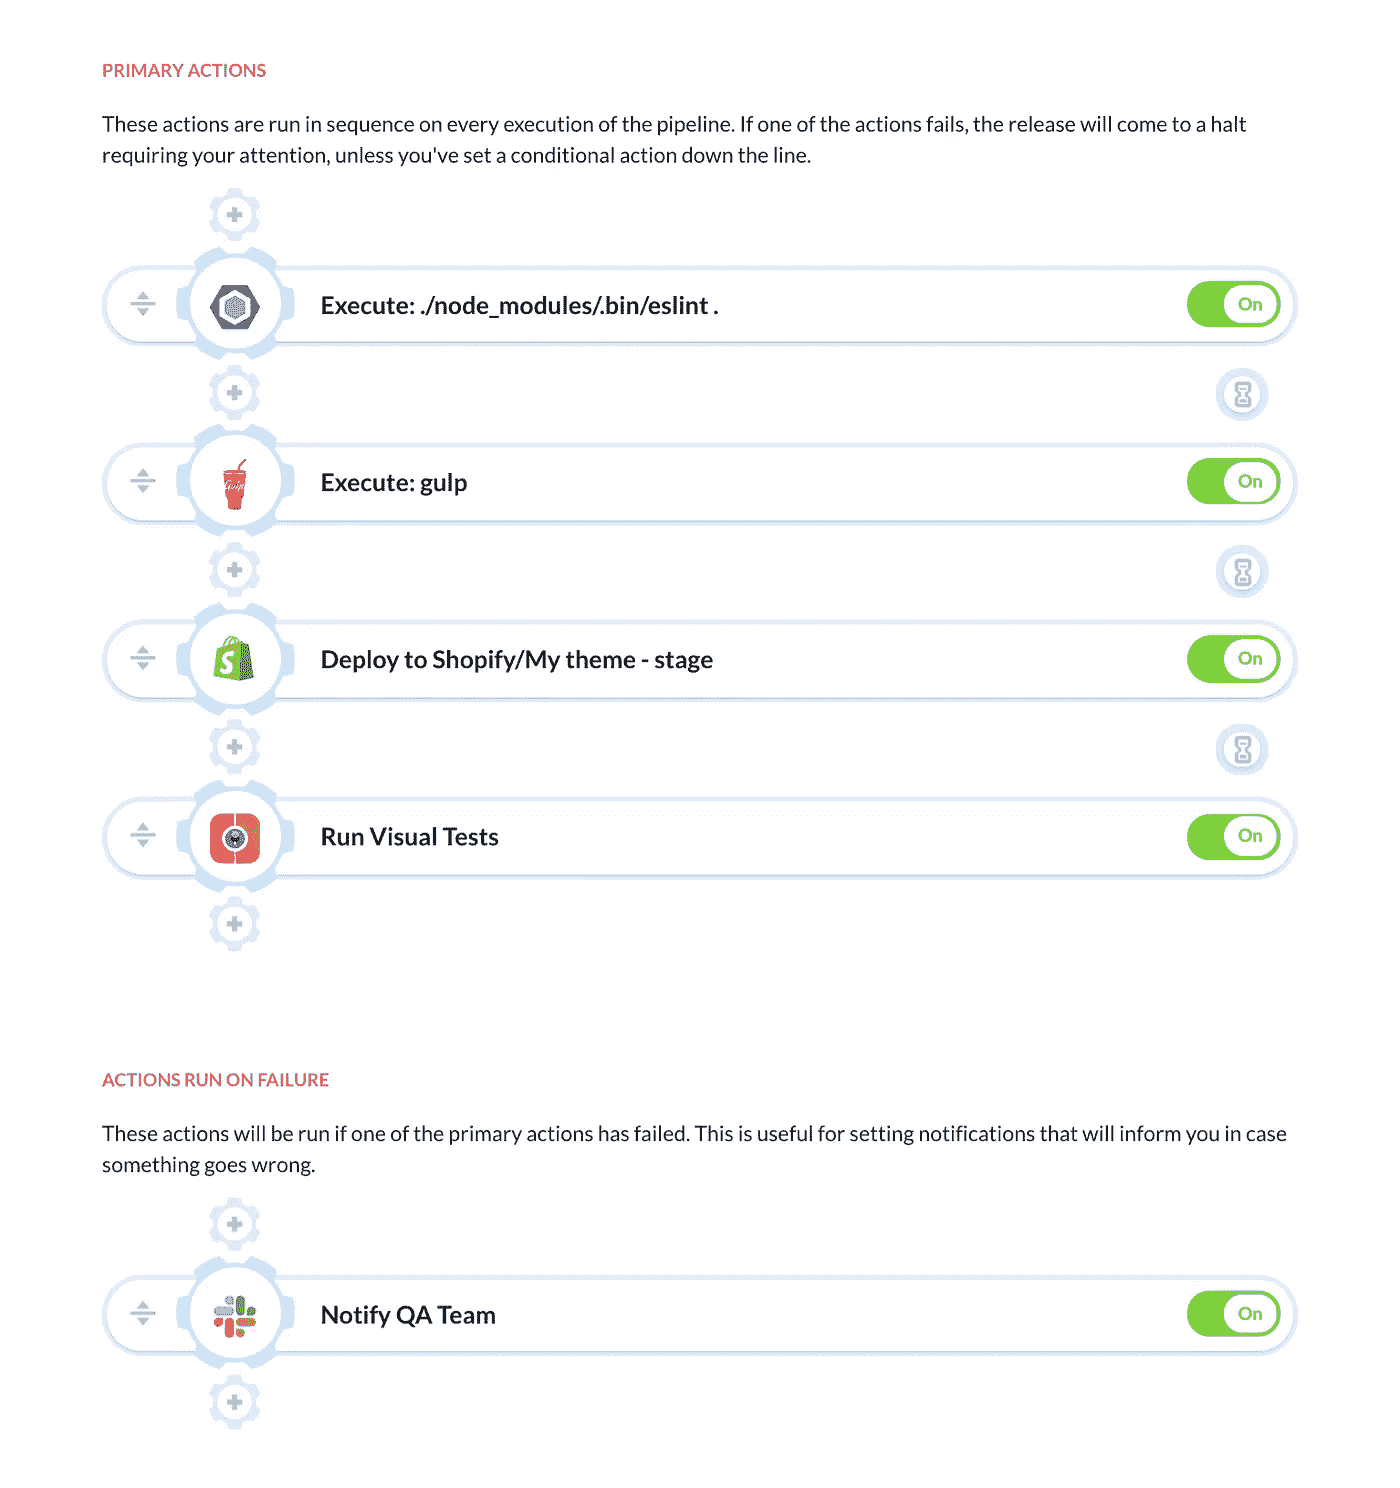 PRIMARY ACTIONS
These actions are run in sequence on every execution of the pipeline. If one of the actions fails, the release will come to a halt
requiring your attention, unless you've set a conditional action down the line.
Execute: ./node_modules/.bin/eslint .
On
Execute: gulp
On
Gulp
Deploy to Shopify/My theme - stage
On
S
Run Visual Tests
On
ACTIONS RUN ON FAILURE
These actions will be run if one of the primary actions has failed. This is useful for setting notifications that will inform you in case
something goes wrong.
Notify QA Team
On